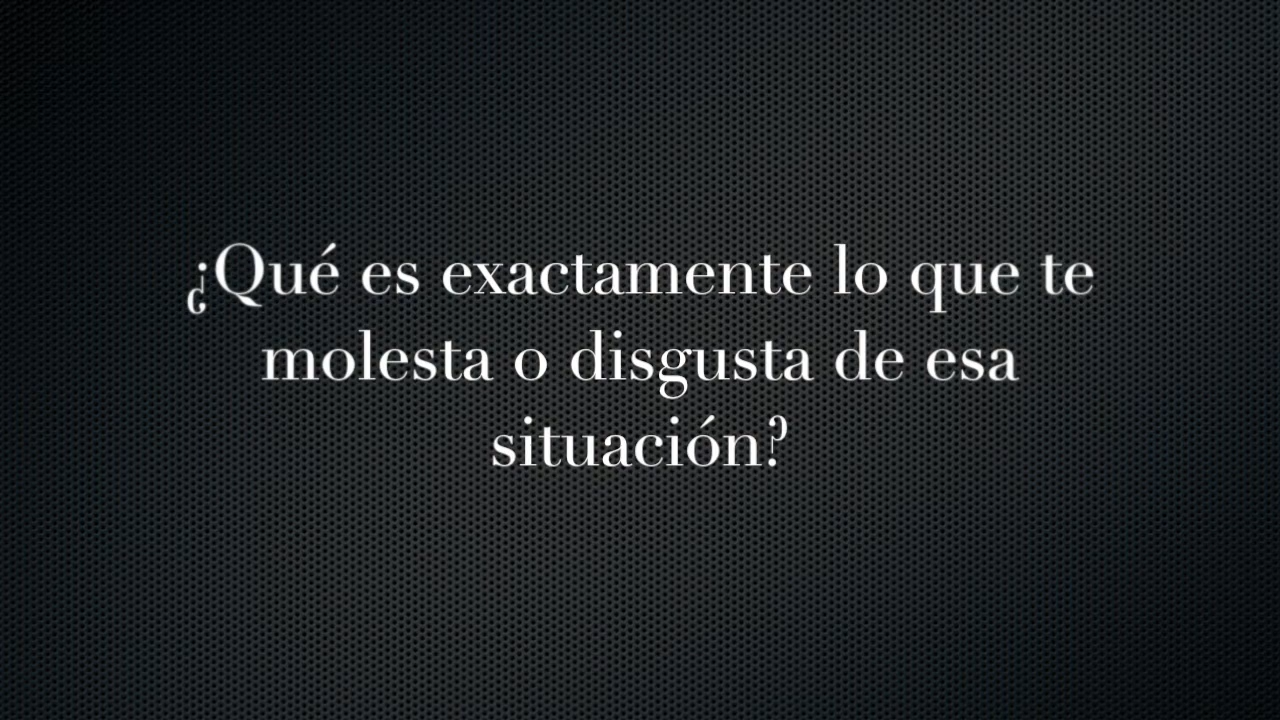 ¿Qué es exactamente lo que te
molesta o disgusta de esa
situación?